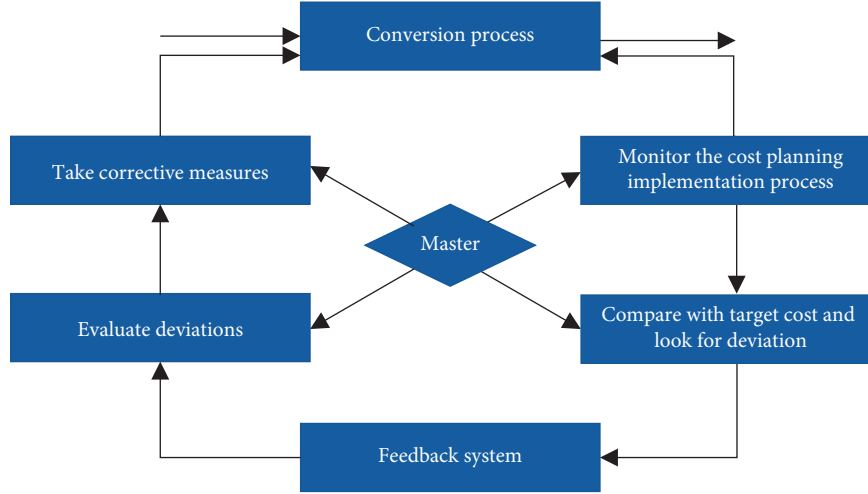 Conversion process
Take corrective measures
Monitor the cost planning
implementation process
Master
Evaluate deviations
Compare with target cost and
look for deviation
Feedback system